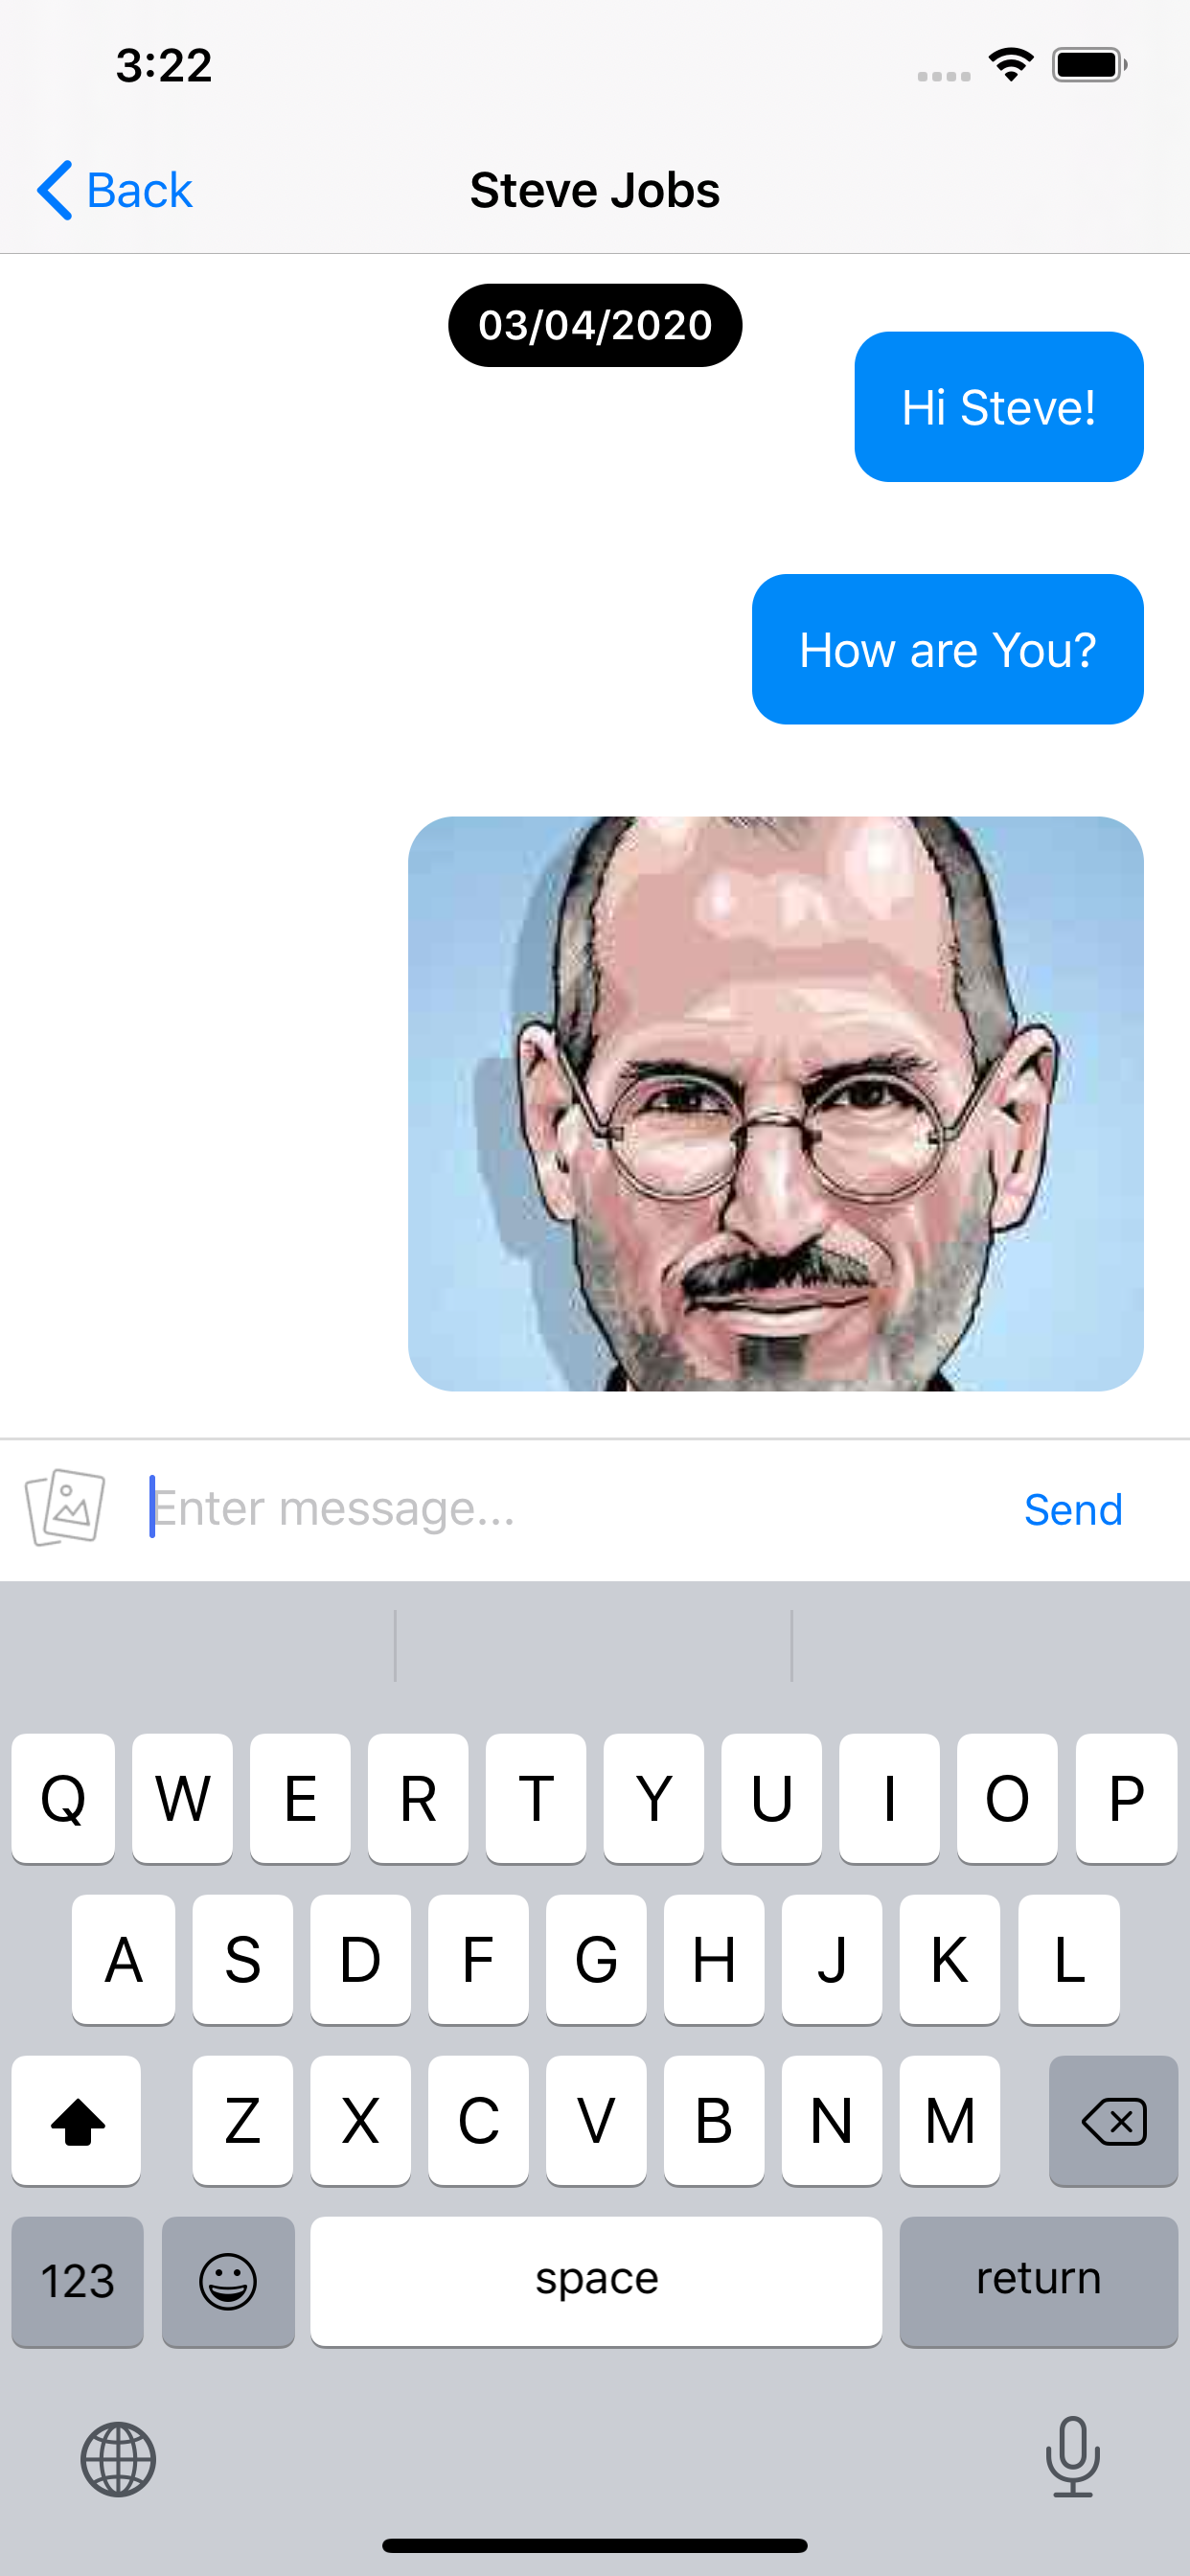 3:22
Back
Steve Jobs
03/04/2020
Hi Steve!
How are You?
Enter message...
Send
Q W E R T Y U I O P
A S D F G H J K L
Z X C V B N M
123 space return